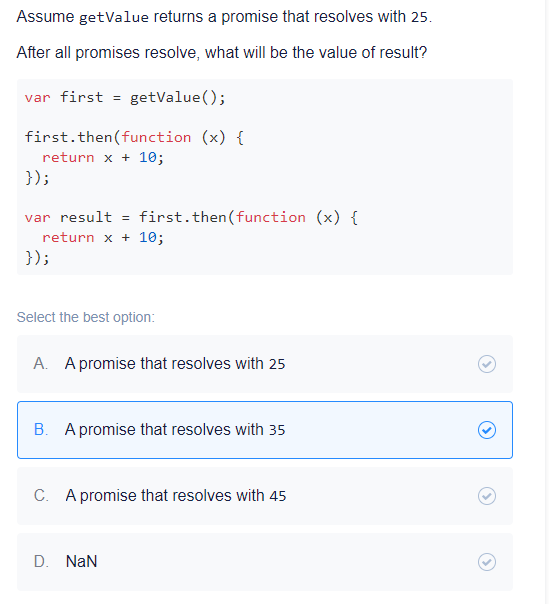 Assume getValue returns a promise that resolves with 25.
After all promises resolve, what will be the value of result?
var first = getValue();
first.then(function (x) {
  return x + 10;
});
var result = first.then(function (x) {
  return x + 10;
});
Select the best option:
A. A promise that resolves with 25
B. A promise that resolves with 35
C. A promise that resolves with 45
D. NaN